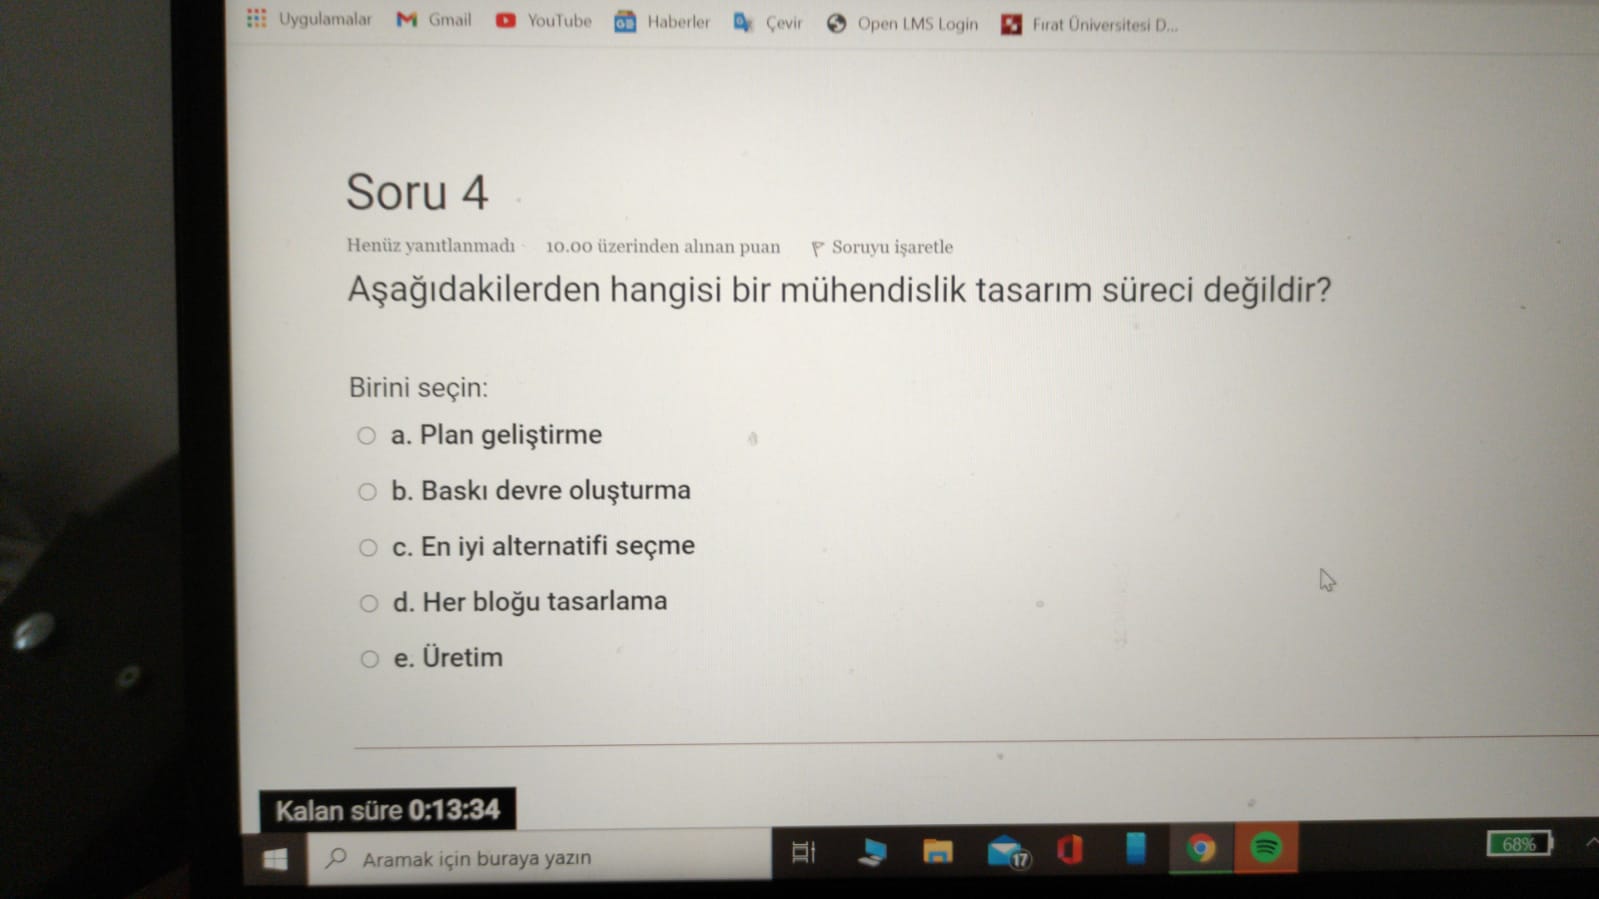 Uygulamalar Gmail YouTube Haberler Çevir Open LMS Login Fırat Üniversitesi D...
Soru 4
Henüz yanıtlanmadı 10.00 üzerinden alınan puan Soruyu işaretle
Aşağıdakilerden hangisi bir mühendislik tasarım süreci değildir?
Birini seçin:
a. Plan geliştirme
b. Baskı devre oluşturma
c. En iyi alternatifi seçme
d. Her bloğu tasarlama
e. Üretim
Kalan süre 0:13:34
Aramak için buraya yazın
17
68%